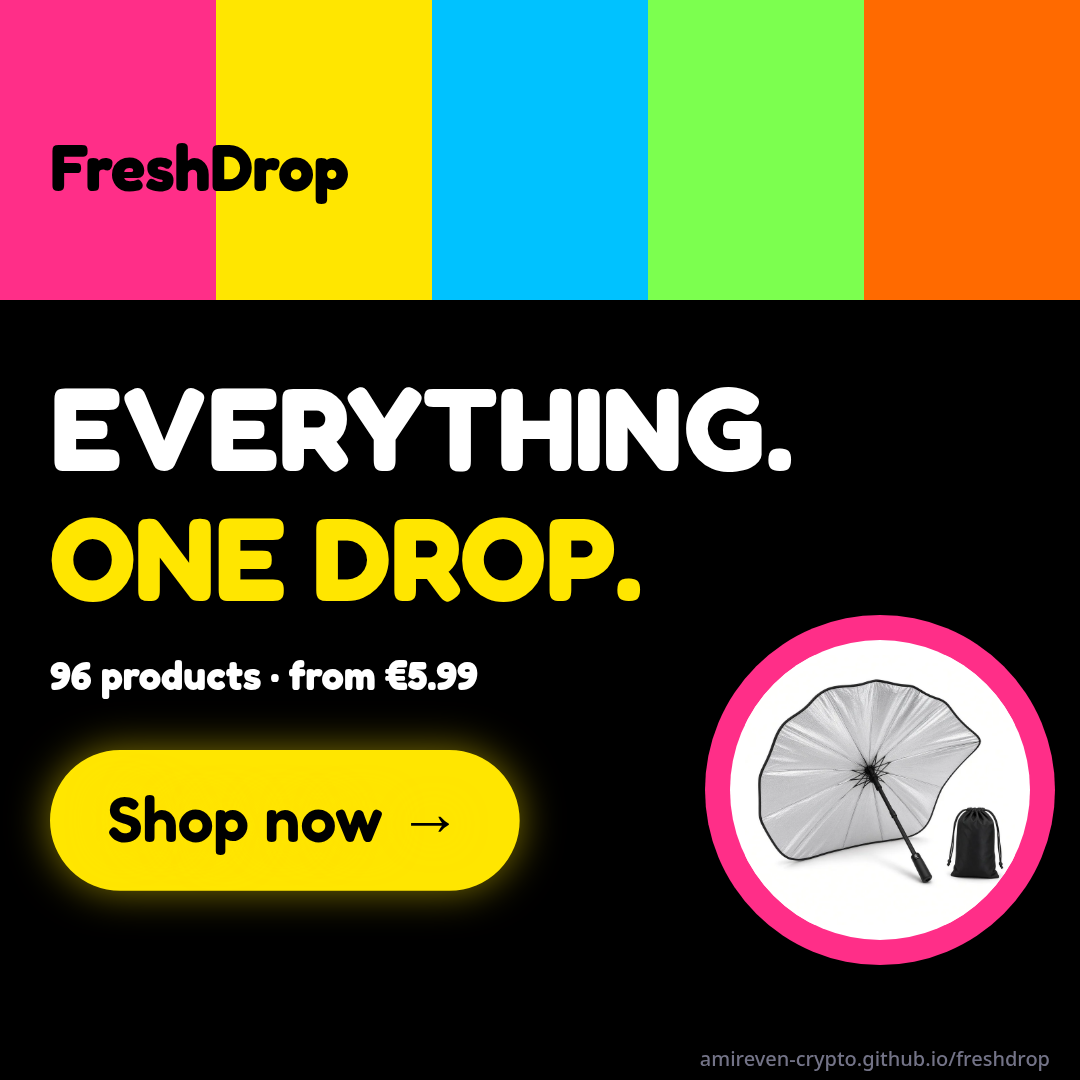 FreshDrop
EVERYTHING.
ONE DROP.
96 products · from €5.99
Shop now →
amireven-crypto.github.io/freshdrop